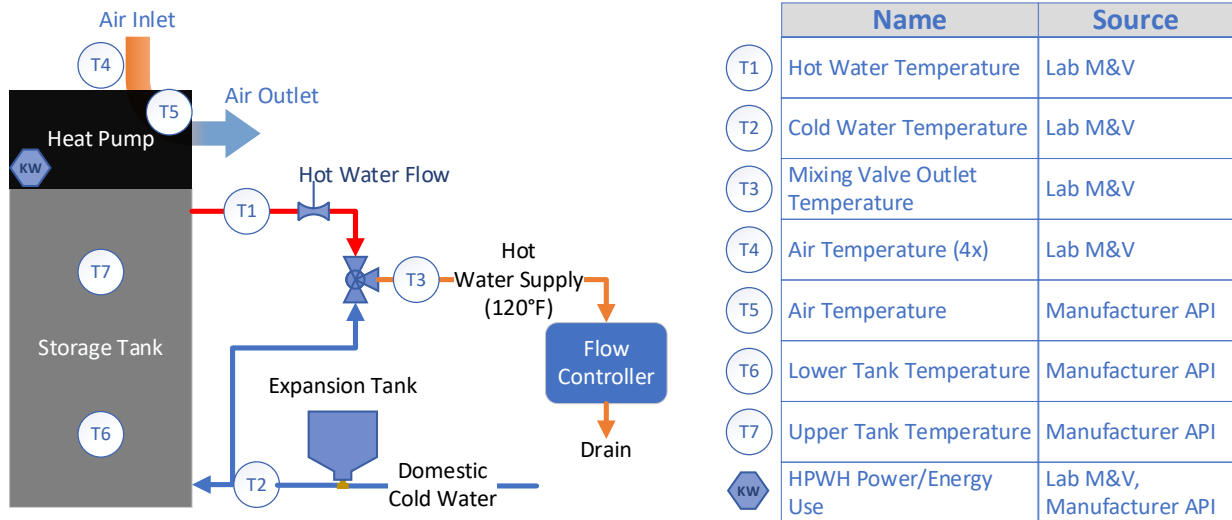 Air Inlet
T4
T5
Air Outlet
Heat Pump
KW
Hot Water Flow
T1
T7
T3
Hot
Water Supply
(120°F)
Storage Tank
Flow
Controller
Expansion Tank
T6
Drain
T2
Domestic
Cold Water
Name Source
T1 Hot Water Temperature Lab M&V
T2 Cold Water Temperature Lab M&V
T3 Mixing Valve Outlet
Temperature Lab M&V
T4 Air Temperature (4x) Lab M&V
T5 Air Temperature Manufacturer API
T6 Lower Tank Temperature Manufacturer API
T7 Upper Tank Temperature Manufacturer API
KW HPWH Power/Energy
Use
Lab M&V,
Manufacturer API